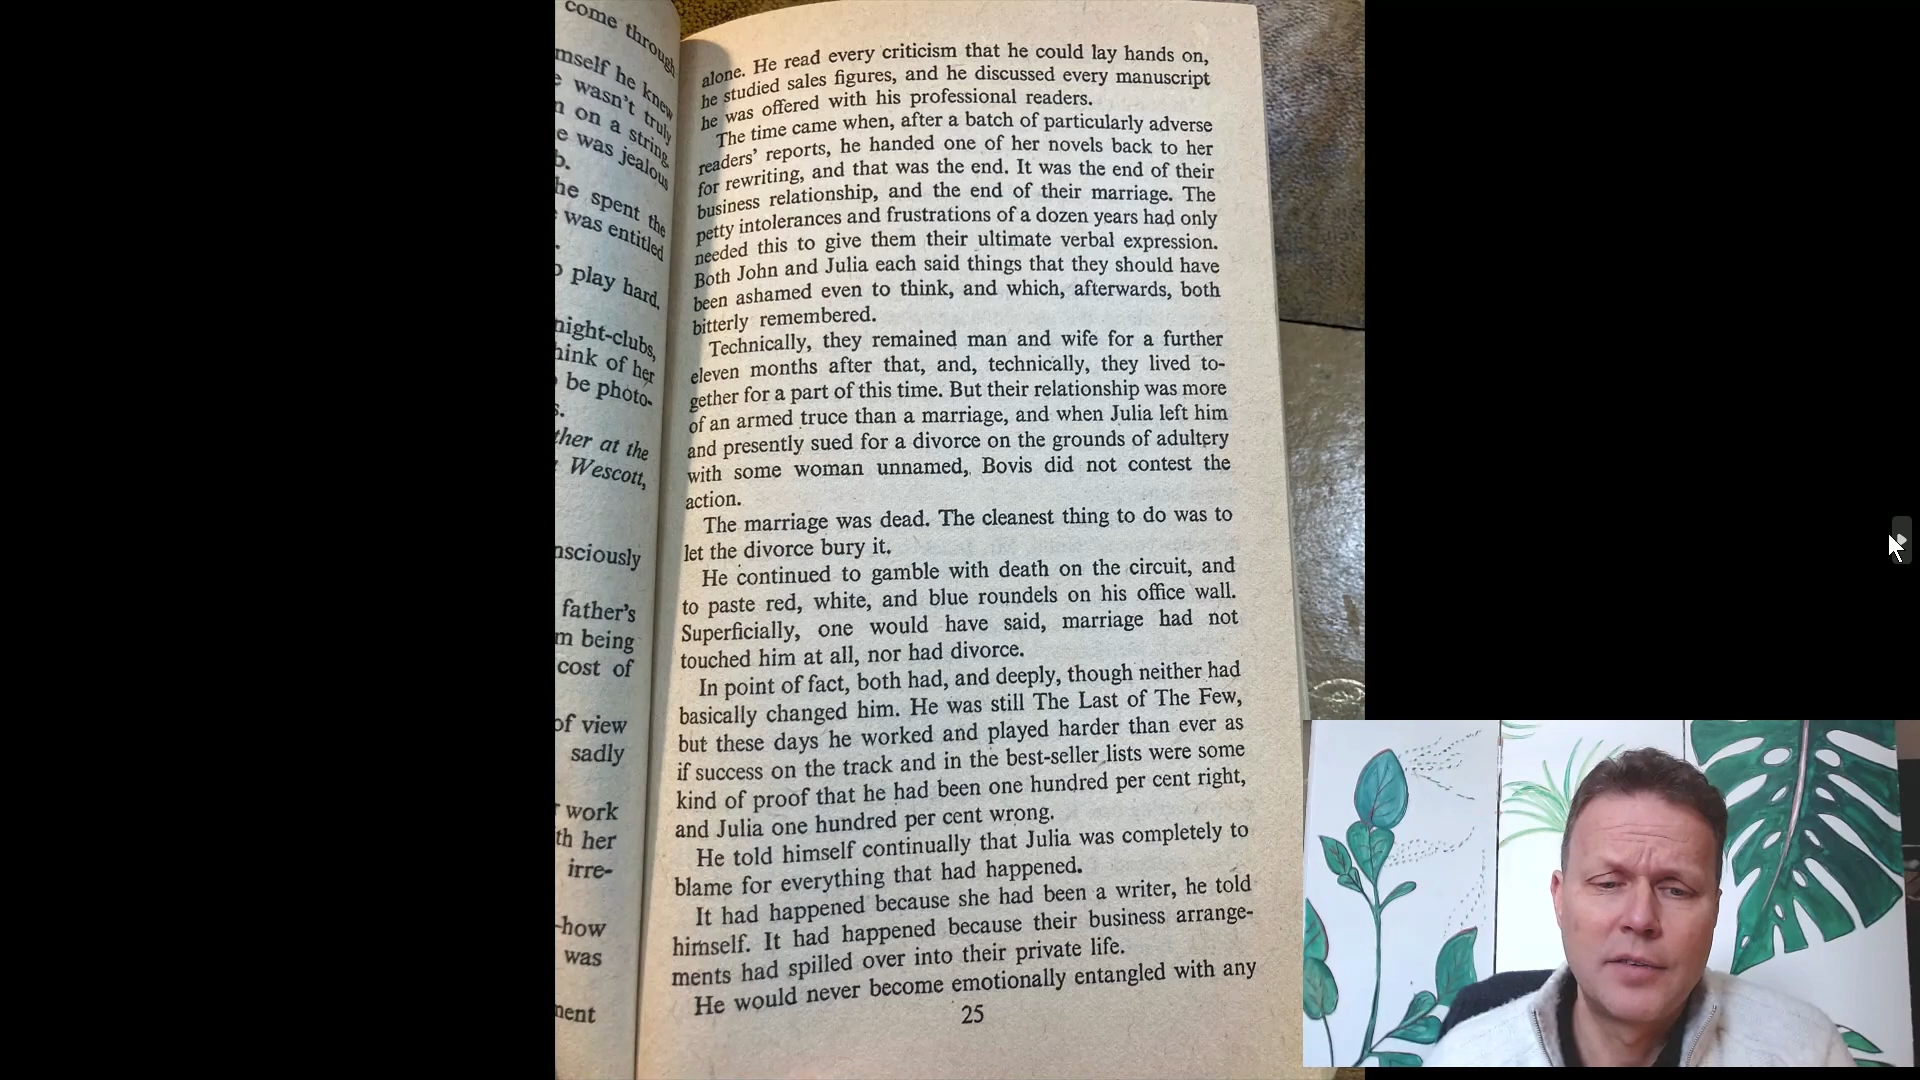 come through
mself he knew
wasn't truly
on a string
e was jealous
b.
he spent the
was entitled
play hard.
night-clubs,
hink of her
be photo-
s.
ther at the
Wescott,
nsciously
father's
m being
cost of
of view
sadly
work
th her
irre-
-how
was
nent
alone. He read every criticism that he could lay hands on,
he studied sales figures, and he discussed every manuscript
he was offered with his professional readers.
The time came when, after a batch of particularly adverse
readers' reports, he handed one of her novels back to her
for rewriting, and that was the end. It was the end of their
business relationship, and the end of their marriage. The
petty intolerances and frustrations of a dozen years had only
needed this to give them their ultimate verbal expression.
Both John and Julia each said things that they should have
been ashamed even to think, and which, afterwards, both
bitterly remembered.
Technically, they remained man and wife for a further
eleven months after that, and, technically, they lived to-
gether for a part of this time. But their relationship was more
of an armed truce than a marriage, and when Julia left him
and presently sued for a divorce on the grounds of adultery
with some woman unnamed, Bovis did not contest the
action.
The marriage was dead. The cleanest thing to do was to
let the divorce bury it.
He continued to gamble with death on the circuit, and
to paste red, white, and blue roundels on his office wall.
Superficially, one would have said, marriage had not
touched him at all, nor had divorce.
In point of fact, both had, and deeply, though neither had
basically changed him. He was still The Last of The Few,
but these days he worked and played harder than ever as
if success on the track and in the best-seller lists were some
kind of proof that he had been one hundred per cent right,
and Julia one hundred per cent wrong.
He told himself continually that Julia was completely to
blame for everything that had happened.
It had happened because she had been a writer, he told
himself. It had happened because their business arrange-
ments had spilled over into their private life.
He would never become emotionally entangled with any
25